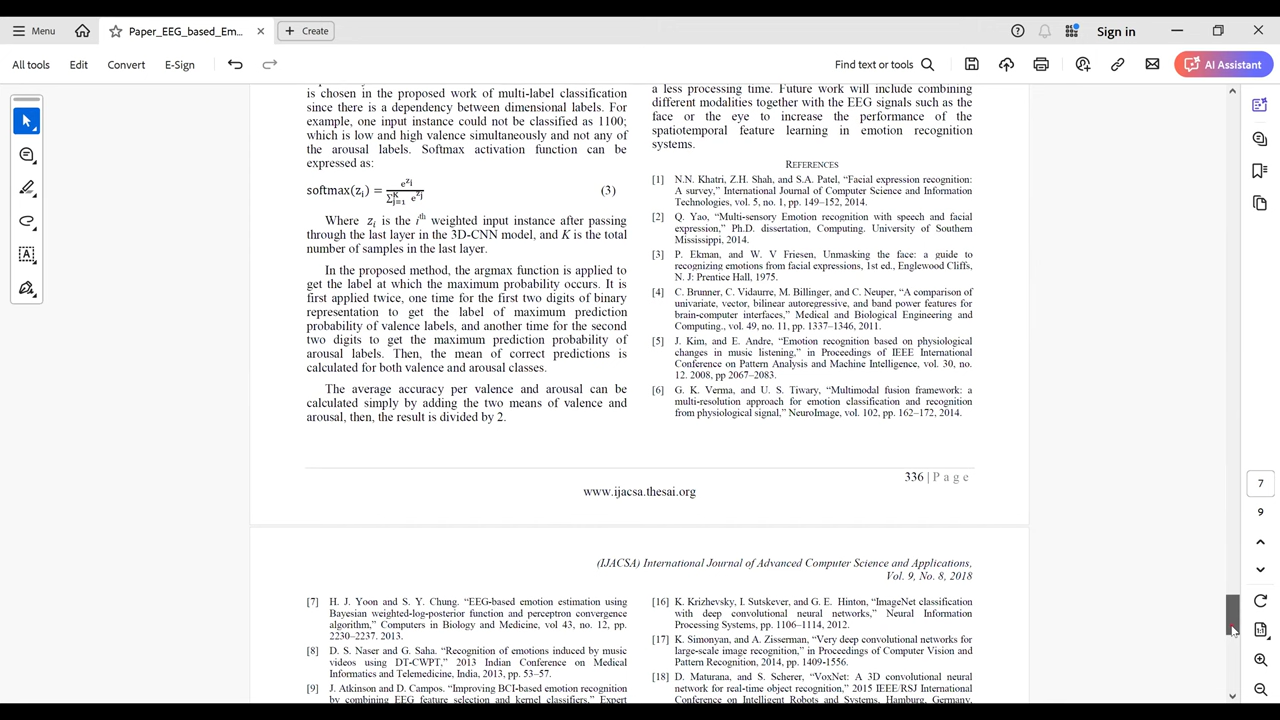 Menu
Paper_EEG_based_Em...
Create
Sign in
All tools
Edit
Convert
E-Sign
Find text or tools
AI Assistant
is chosen in the proposed work of multi-label classification
since there is a dependency between dimensional labels. For
example, one input instance could not be classified as 1100;
which is low and high valence simultaneously and not any of
the arousal labels. Softmax activation function can be
expressed as:
softmax(z_i) = e^{z_i} / ∑_{j=1}^{K} e^{z_j} (3)
Where z_i is the i^th weighted input instance after passing
through the last layer in the 3D-CNN model, and K is the total
number of samples in the last layer.
In the proposed method, the argmax function is applied to
get the label at which the maximum probability occurs. It is
first applied twice, one time for the first two digits of binary
representation to get the label of maximum prediction
probability of valence labels, and another time for the second
two digits to get the maximum prediction probability of
arousal labels. Then, the mean of correct predictions is
calculated for both valence and arousal classes.
The average accuracy per valence and arousal can be
calculated simply by adding the two means of valence and
arousal, then, the result is divided by 2.
a less processing time. Future work will include combining
different modalities together with the EEG signals such as the
face or the eye to increase the performance of the
spatiotemporal feature learning in emotion recognition
systems.
REFERENCES
[1] N.N. Khatri, Z.H. Shah, and S.A. Patel, “Facial expression recognition:
A survey,” International Journal of Computer Science and Information
Technologies, vol. 5, no. 1, pp. 149–152, 2014.
[2] Q. Yao, “Multi-sensory Emotion recognition with speech and facial
expression,” Ph.D. dissertation, Computing. University of Southern
Mississippi, 2014.
[3] P. Ekman, and W. V Friesen, Unmasking the face: a guide to
recognizing emotions from facial expressions, 1st ed., Englewood Cliffs,
N. J: Prentice Hall, 1975.
[4] C. Brunner, C. Vidaurre, M. Billinger, and C. Neuper, “A comparison of
univariate, vector, bilinear autoregressive, and band power features for
brain-computer interfaces,” Medical and Biological Engineering and
Computing., vol. 49, no. 11, pp. 1337–1346, 2011.
[5] J. Kim, and E. Andre, “Emotion recognition based on physiological
changes in music listening,” in Proceedings of IEEE International
Conference on Pattern Analysis and Machine Intelligence, vol. 30, no.
12. 2008, pp 2067–2083.
[6] G. K. Verma, and U. S. Tiwary, “Multimodal fusion framework: a
multi-resolution approach for emotion classification and recognition
from physiological signal,” NeuroImage, vol. 102, pp. 162–172, 2014.
336 | P a g e
www.ijacsa.thesai.org
(IJACSA) International Journal of Advanced Computer Science and Applications,
Vol. 9, No. 8, 2018
[7] H. J. Yoon and S. Y. Chung. “EEG-based emotion estimation using
Bayesian weighted-log-posterior function and perceptron convergence
algorithm,” Computers in Biology and Medicine, vol 43, no. 12, pp.
2230–2237. 2013.
[8] D. S. Naser and G. Saha. “Recognition of emotions induced by music
videos using DT-CWPT,” 2013 Indian Conference on Medical
Informatics and Telemedicine, India, 2013, pp. 53–57.
[9] J. Atkinson and D. Campos. “Improving BCI-based emotion recognition
by combining EEG feature selection and kernel classifiers,” Expert
[16] K. Krizhevsky, I. Sutskever, and G. E. Hinton, “ImageNet classification
with deep convolutional neural networks,” Neural Information
Processing Systems, pp. 1106–1114, 2012.
[17] K. Simonyan, and A. Zisserman, “Very deep convolutional networks for
large-scale image recognition,” in Proceedings of Computer Vision and
Pattern Recognition, 2014, pp. 1409-1556.
[18] D. Maturana, and S. Scherer, “VoxNet: A 3D convolutional neural
network for real-time object recognition,” 2015 IEEE/RSJ International
Conference on Intelligent Robots and Systems, Hamburg, Germany,
7
9